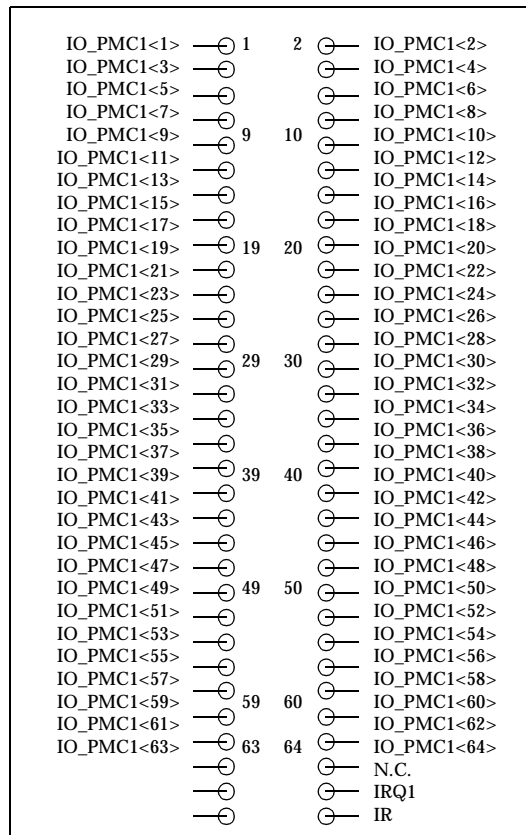 IO_PMC1<1> 1 2 IO_PMC1<2>
IO_PMC1<3> IO_PMC1<4>
IO_PMC1<5> IO_PMC1<6>
IO_PMC1<7> IO_PMC1<8>
IO_PMC1<9> 9 10 IO_PMC1<10>
IO_PMC1<11> IO_PMC1<12>
IO_PMC1<13> IO_PMC1<14>
IO_PMC1<15> IO_PMC1<16>
IO_PMC1<17> IO_PMC1<18>
IO_PMC1<19> 19 20 IO_PMC1<20>
IO_PMC1<21> IO_PMC1<22>
IO_PMC1<23> IO_PMC1<24>
IO_PMC1<25> IO_PMC1<26>
IO_PMC1<27> IO_PMC1<28>
IO_PMC1<29> 29 30 IO_PMC1<30>
IO_PMC1<31> IO_PMC1<32>
IO_PMC1<33> IO_PMC1<34>
IO_PMC1<35> IO_PMC1<36>
IO_PMC1<37> IO_PMC1<38>
IO_PMC1<39> 39 40 IO_PMC1<40>
IO_PMC1<41> IO_PMC1<42>
IO_PMC1<43> IO_PMC1<44>
IO_PMC1<45> IO_PMC1<46>
IO_PMC1<47> IO_PMC1<48>
IO_PMC1<49> 49 50 IO_PMC1<50>
IO_PMC1<51> IO_PMC1<52>
IO_PMC1<53> IO_PMC1<54>
IO_PMC1<55> IO_PMC1<56>
IO_PMC1<57> IO_PMC1<58>
IO_PMC1<59> 59 60 IO_PMC1<60>
IO_PMC1<61> IO_PMC1<62>
IO_PMC1<63> 63 64 IO_PMC1<64>
N.C.
IRQ1
IR